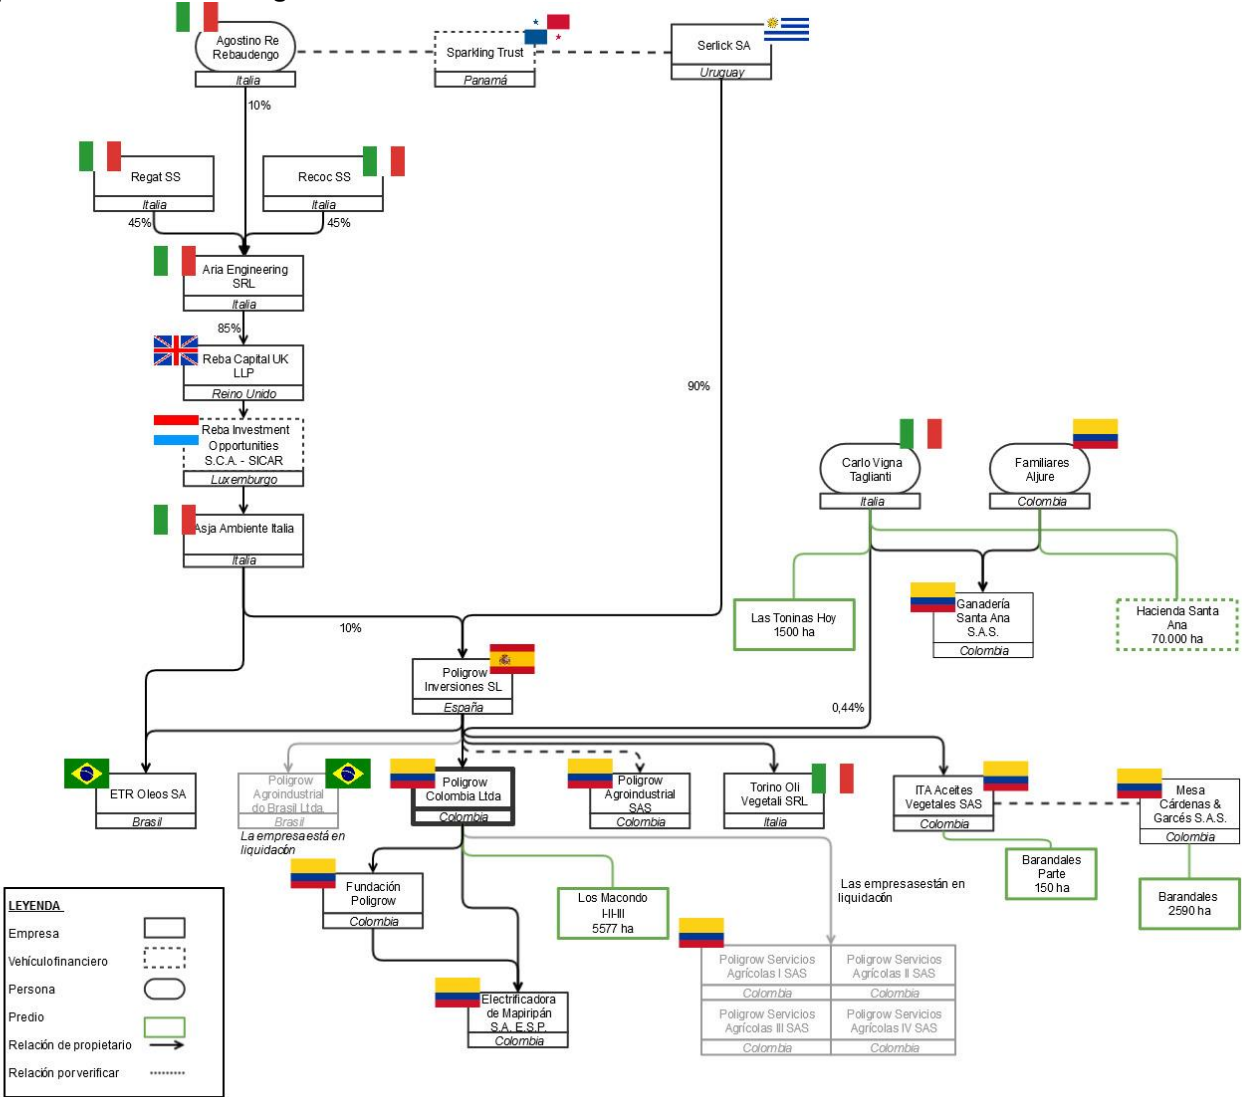 Agostino Re
Rebaudengo
Italia
Sparkling Trust
Panamá
Serlick SA
Uruguay
10%
Regat SS
Italia
Recoc SS
Italia
45%
45%
Aria Engineering
SRL
Italia
85%
Reba Capital UK
LLP
Reino Unido
90%
Reba Investment
Opportunities
S.C.A. - SICAR
Luxemburgo
Carlo Vigna
Taglianti
Italia
Familiares
Aljure
Colombia
Asja Ambiente Italia
Italia
Las Toninas Hoy
1500 ha
Ganadería
Santa Ana
S.A.S.
Colombia
Hacienda Santa
Ana
70.000 ha
10%
Poligrow
Inversiones SL
España
0,44%
ETR Oleos SA
Brasil
Poligrow
Agroindustrial
do Brasil Ltda
Brasil
La empresa está en
liquidacón
Poligrow
Colombia Ltda
Colombia
Poligrow
Agroindustrial
SAS
Colombia
Torino Oli
Vegetali SRL
Italia
ITA Aceites
Vegetales SAS
Colombia
Mesa
Cárdenas &
Garcés S.A.S.
Colombia
Fundación
Poligrow
Colombia
Los Macondo
I-II-III
5577 ha
Las empresas están en
liquidacón
Barandales
Parte
150 ha
Barandales
2590 ha
Poligrow Servicios
Agrícolas I SAS
Colombia
Poligrow Servicios
Agrícolas II SAS
Colombia
Poligrow Servicios
Agrícolas III SAS
Colombia
Poligrow Servicios
Agrícolas IV SAS
Colombia
Electrificadora
de Mapiripán
S.A. E.S.P.
Colombia
LEYENDA
Empresa
Vehículo financiero
Persona
Predio
Relación de propietario
Relación por verificar